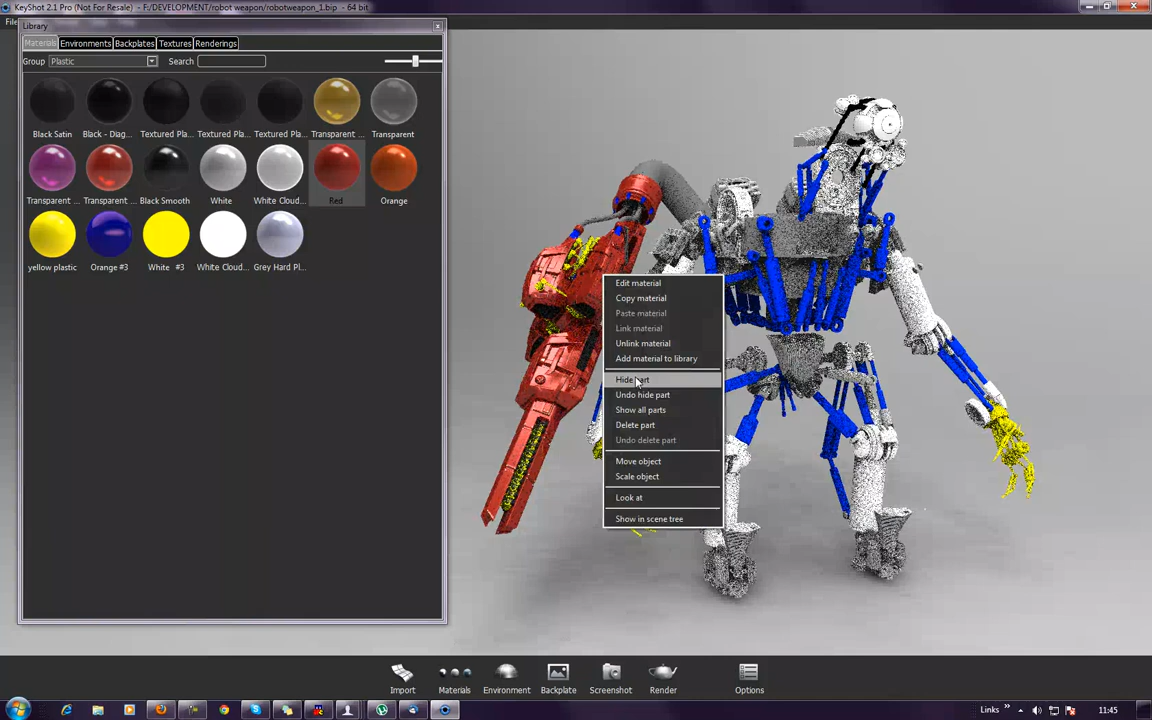 KeyShot 2.1 Pro (Not For Resale) - F:/DEVELOPMENT/robot weapon/robotweapon_1.bip - 64 bit
Library
Materials Environments Backplates Textures Renderings
Group Plastic Search
Black Satin Black - Diag... Textured Pla... Textured Pla... Textured Pla... Transparent ... Transparent
Transparent ... Transparent ... Black Smooth White White Cloud... Red Orange
yellow plastic Orange #3 White #3 White Cloud... Grey Hard Pl...
Edit material
Copy material
Paste material
Link material
Unlink material
Add material to library
Hide part
Undo hide part
Show all parts
Delete part
Undo delete part
Move object
Scale object
Look at
Show in scene tree
Import Materials Environment Backplate Screenshot Render Options
Links » 11:45